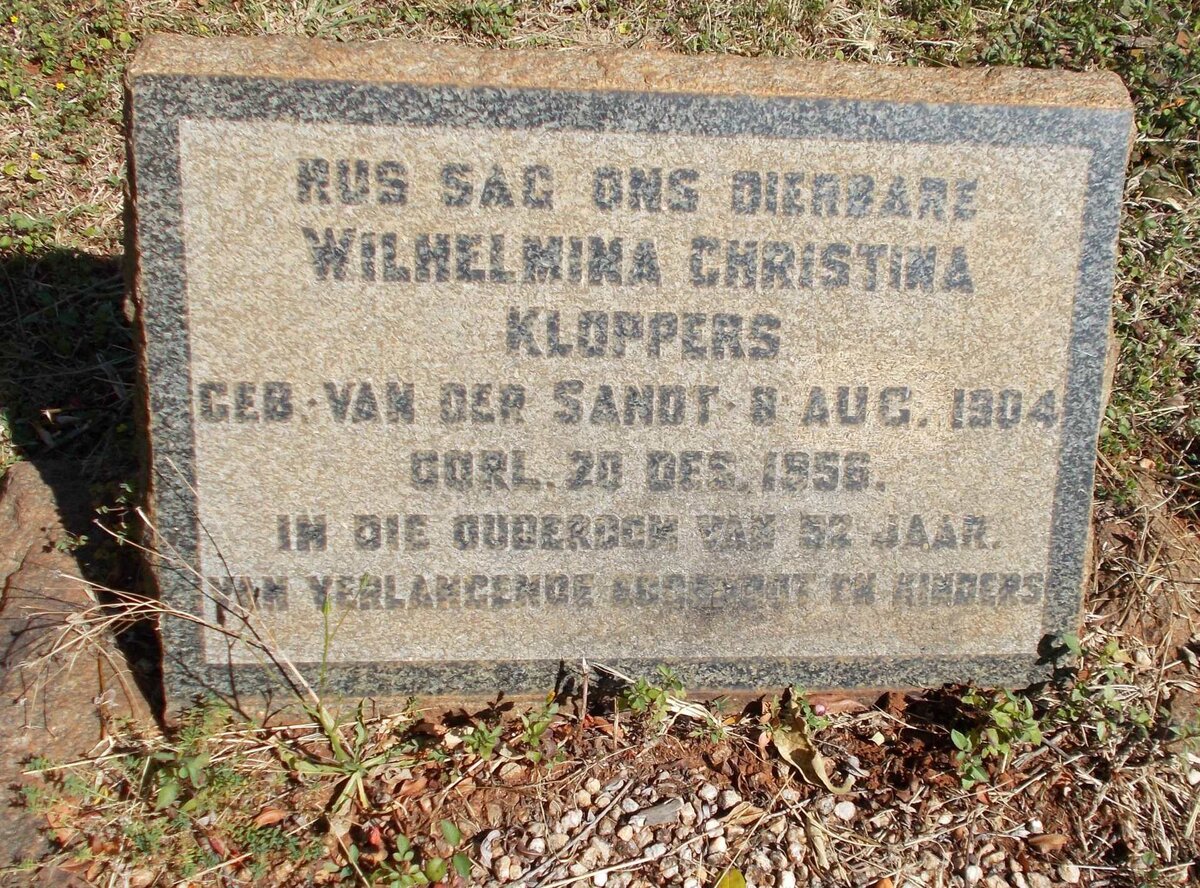 RUS SAG ONS DIERBARE
WILHELMINA CHRISTINA
KLOPPERS
GEB. VAN DER SANDT · 8 AUG. 1904
OORL. 20 DES. 1956.
IN DIE OUDERDOM VAN 52 JAAR.
VAN VERLANGENDE EGGENOOT EN KINDERS